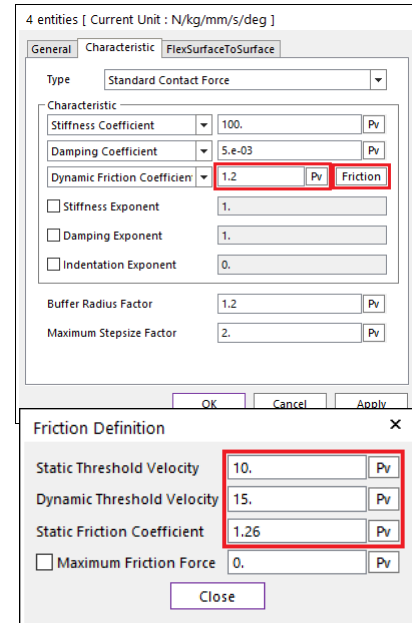 4 entities [ Current Unit : N/kg/mm/s/deg ]
General Characteristic FlexSurfaceToSurface
Type Standard Contact Force
Characteristic
Stiffness Coefficient 100. Pv
Damping Coefficient 5.e-03 Pv
Dynamic Friction Coefficien 1.2 Pv Friction
Stiffness Exponent 1.
Damping Exponent 1.
Indentation Exponent 0.
Buffer Radius Factor 1.2 Pv
Maximum Stepsize Factor 2. Pv
OK Cancel Apply
Friction Definition ×
Static Threshold Velocity 10. Pv
Dynamic Threshold Velocity 15. Pv
Static Friction Coefficient 1.26 Pv
Maximum Friction Force 0. Pv
Close